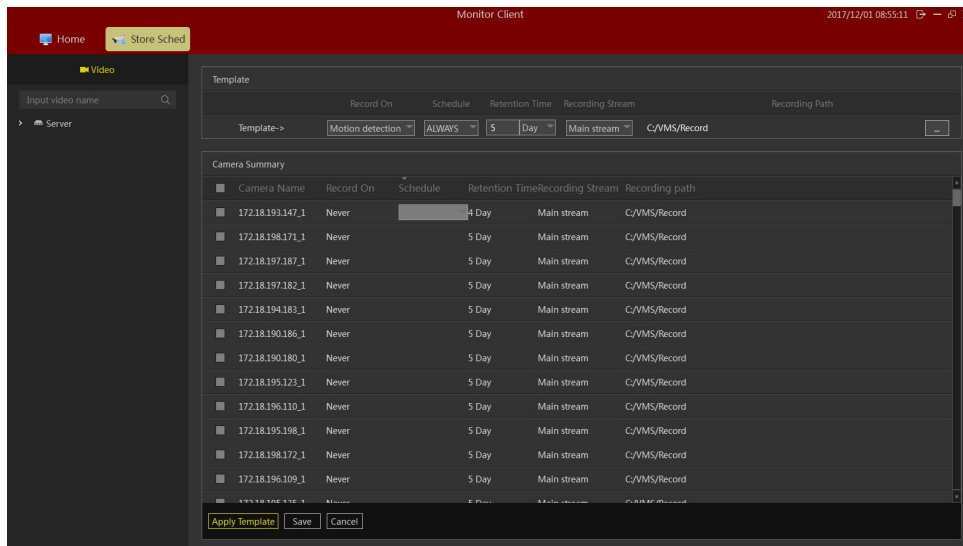 Monitor Client
2017/12/01 08:55:11
Home Store Sched
Video
Input video name
Server
Template
Record On Schedule Retention Time Recording Stream Recording Path
Template-> Motion detection ALWAYS 5 Day Main stream C:/VMS/Record ...
Camera Summary
Camera Name Record On Schedule Retention Time Recording Stream Recording path
172.18.193.147_1 Never 4 Day Main stream C:/VMS/Record
172.18.198.171_1 Never 5 Day Main stream C:/VMS/Record
172.18.197.187_1 Never 5 Day Main stream C:/VMS/Record
172.18.197.182_1 Never 5 Day Main stream C:/VMS/Record
172.18.194.183_1 Never 5 Day Main stream C:/VMS/Record
172.18.190.186_1 Never 5 Day Main stream C:/VMS/Record
172.18.190.180_1 Never 5 Day Main stream C:/VMS/Record
172.18.195.123_1 Never 5 Day Main stream C:/VMS/Record
172.18.196.110_1 Never 5 Day Main stream C:/VMS/Record
172.18.195.198_1 Never 5 Day Main stream C:/VMS/Record
172.18.198.172_1 Never 5 Day Main stream C:/VMS/Record
172.18.196.109_1 Never 5 Day Main stream C:/VMS/Record
Apply Template Save Cancel